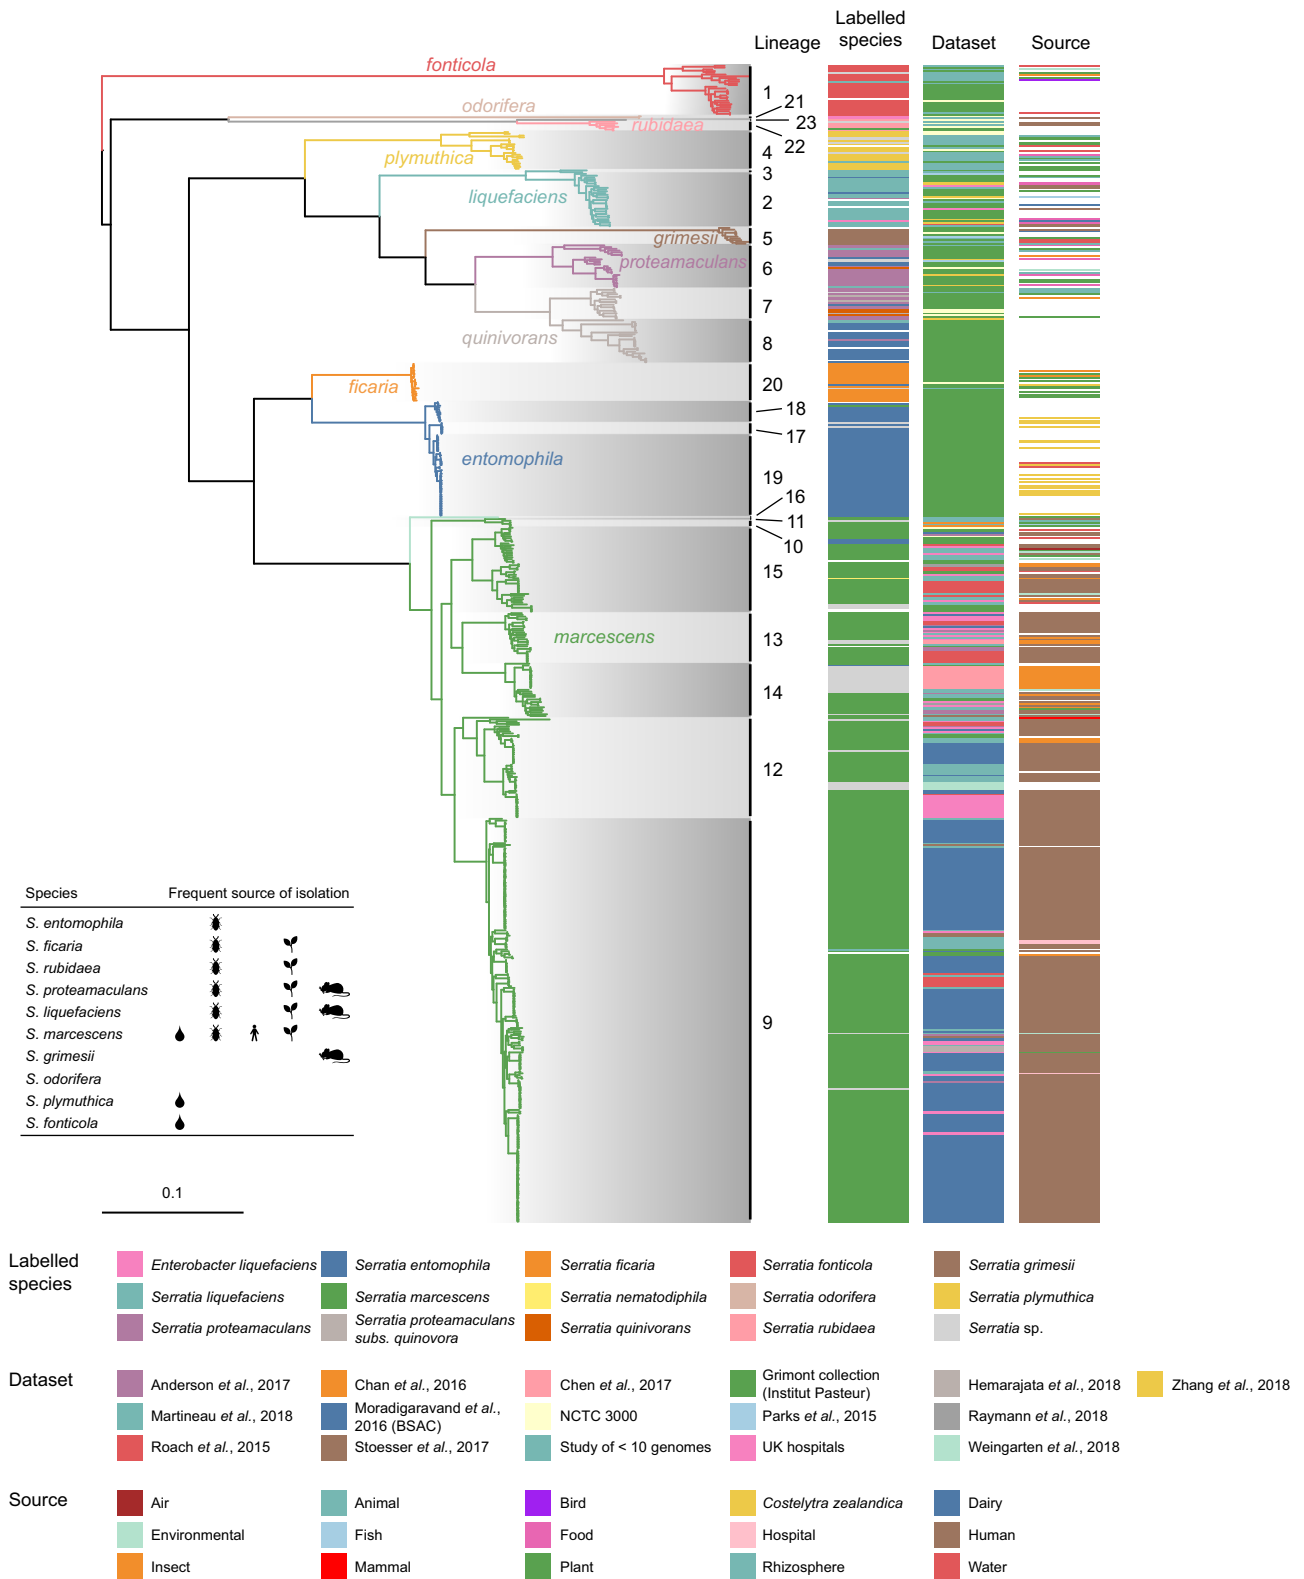 Lineage
Labelled
species
Dataset
Source
fonticola
odorifera
rubidaea
plymuthica
liquefaciens
grimesii
proteamaculans
quinivorans
ficaria
entomophila
marcescens
1
21
23
22
4
3
2
5
6
7
8
20
18
17
19
16
11
10
15
13
14
12
9
Species Frequent source of isolation
S. entomophila
S. ficaria
S. rubidaea
S. proteamaculans
S. liquefaciens
S. marcescens
S. grimesii
S. odorifera
S. plymuthica
S. fonticola
0.1
Labelled
species
Enterobacter liquefaciens Serratia entomophila Serratia ficaria Serratia fonticola Serratia grimesii
Serratia liquefaciens Serratia marcescens Serratia nematodiphila Serratia odorifera Serratia plymuthica
Serratia proteamaculans Serratia proteamaculans
subs. quinovora
Serratia quinivorans Serratia rubidaea Serratia sp.
Dataset
Anderson et al., 2017 Chan et al., 2016 Chen et al., 2017 Grimont collection
(Institut Pasteur)
Hemarajata et al., 2018 Zhang et al., 2018
Martineau et al., 2018 Moradigaravand et al.,
2016 (BSAC)
NCTC 3000 Parks et al., 2015 Raymann et al., 2018
Roach et al., 2015 Stoesser et al., 2017 Study of < 10 genomes UK hospitals Weingarten et al., 2018
Source
Air Animal Bird Costelytra zealandica Dairy
Environmental Fish Food Hospital Human
Insect Mammal Plant Rhizosphere Water